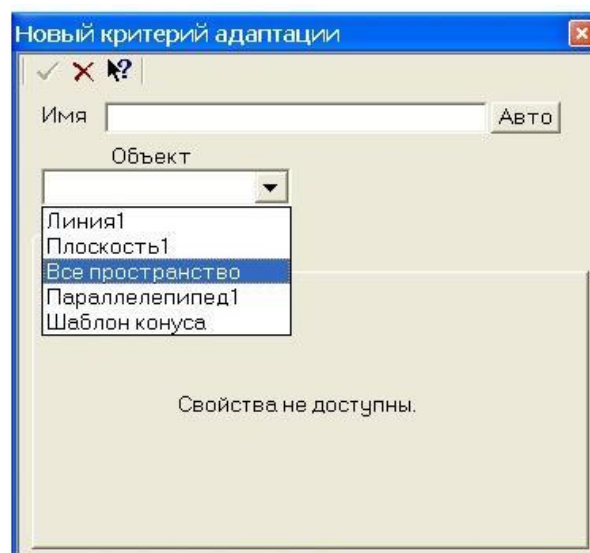 Новый критерий адаптации
Имя
Авто
Объект
Линия1
Плоскость1
Все пространство
Параллелепипед1
Шаблон конуса
Свойства не доступны.